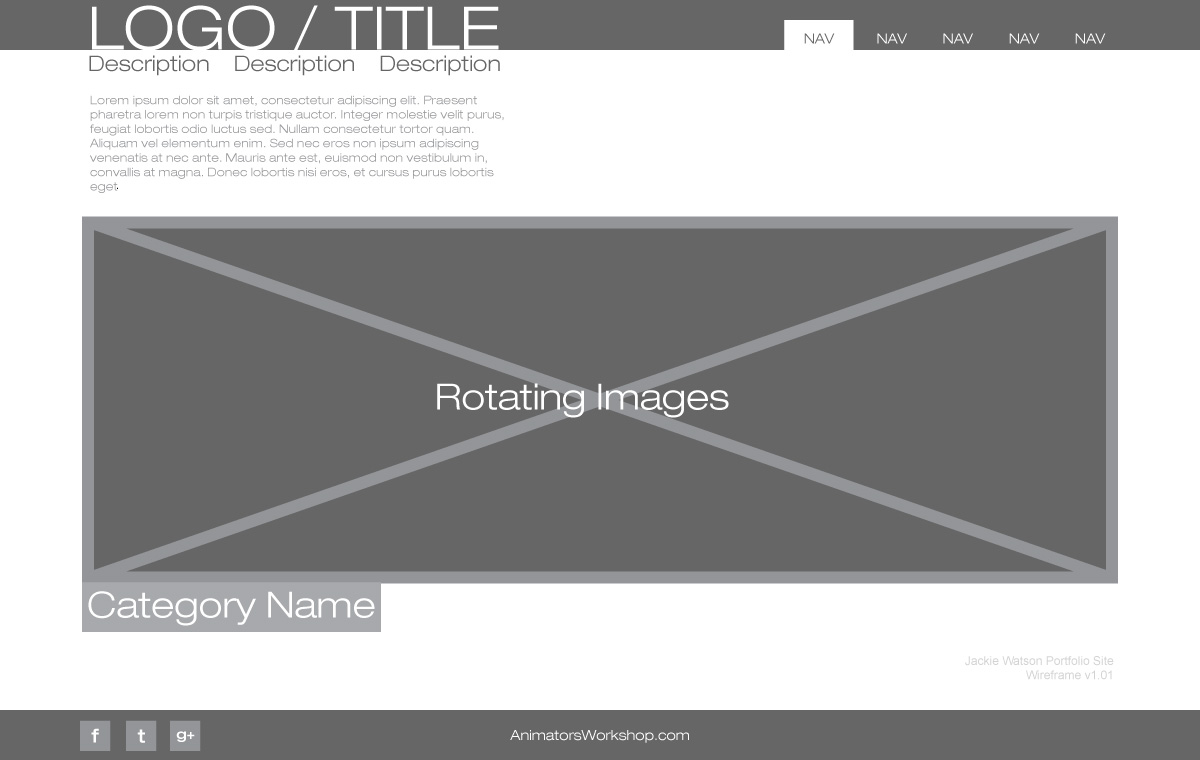 LOGO / TITLE
NAV NAV NAV NAV NAV
Description Description Description
Lorem ipsum dolor sit amet, consectetur adipiscing elit. Praesent
pharetra lorem non turpis tristique auctor. Integer molestie velit purus,
feugiat lobortis odio luctus sed. Nullam consectetur tortor quam.
Aliquam vel elementum enim. Sed nec eros non ipsum adipiscing
venenatis at nec ante. Mauris ante est, euismod non vestibulum in,
convallis at magna. Donec lobortis nisi eros, et cursus purus lobortis
eget.
Rotating Images
Category Name
Jackie Watson Portfolio Site
Wireframe v1.01
f t g+ AnimatorsWorkshop.com